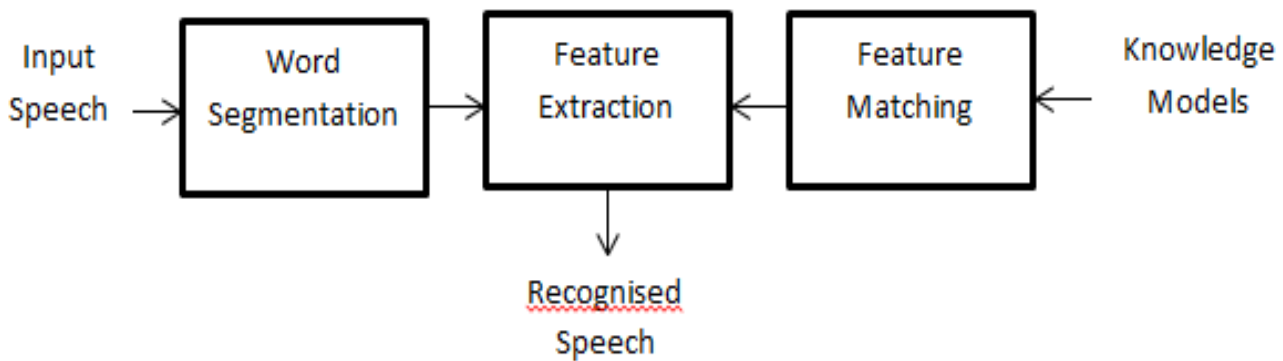 Input
Speech
Word
Segmentation
Feature
Extraction
Feature
Matching
Knowledge
Models
Recognised
Speech